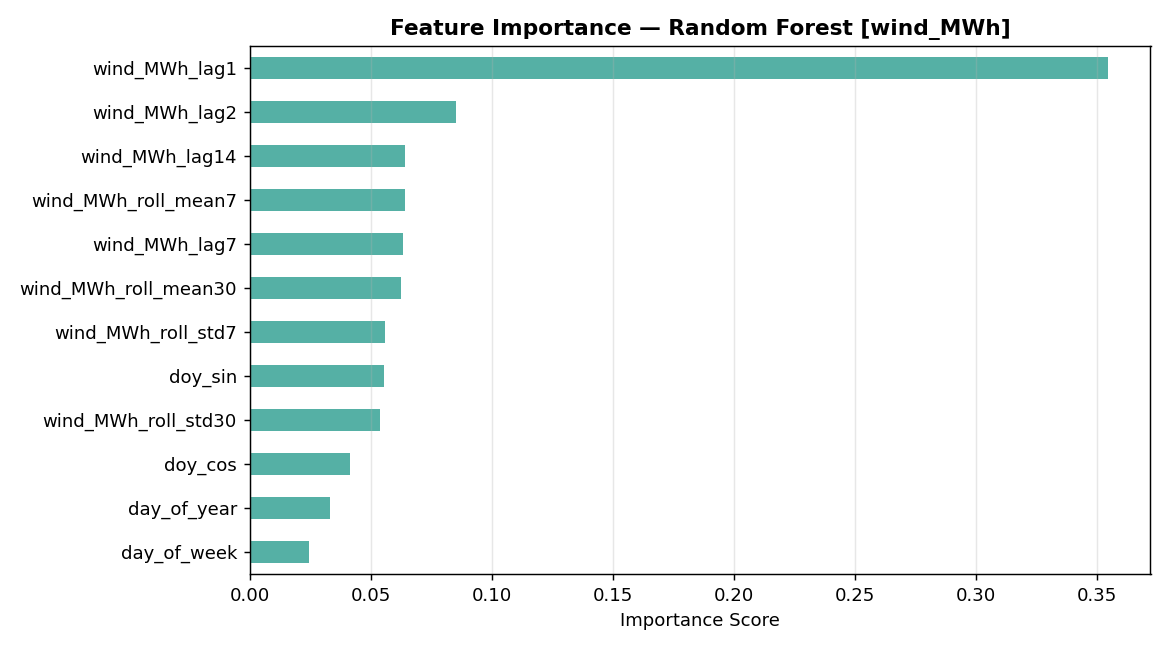 Feature Importance — Random Forest [wind_MWh]
wind_MWh_lag1
wind_MWh_lag2
wind_MWh_lag14
wind_MWh_roll_mean7
wind_MWh_lag7
wind_MWh_roll_mean30
wind_MWh_roll_std7
doy_sin
wind_MWh_roll_std30
doy_cos
day_of_year
day_of_week
0.00 0.05 0.10 0.15 0.20 0.25 0.30 0.35
Importance Score